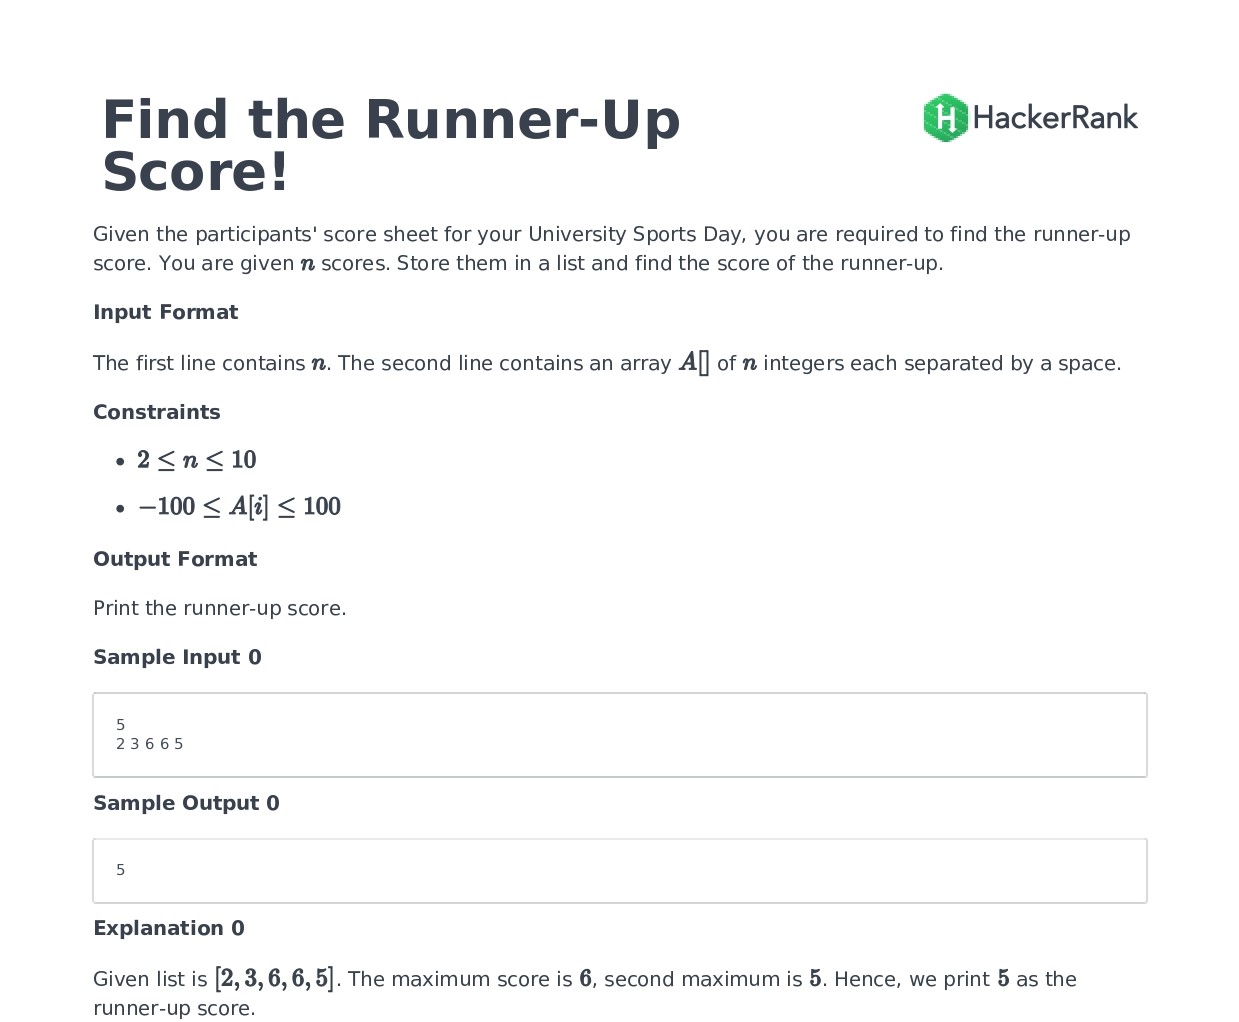 Find the Runner-Up
Score!
HackerRank
Given the participants' score sheet for your University Sports Day, you are required to find the runner-up
score. You are given n scores. Store them in a list and find the score of the runner-up.
Input Format
The first line contains n. The second line contains an array A[] of n integers each separated by a space.
Constraints
• 2 ≤ n ≤ 10
• −100 ≤ A[i] ≤ 100
Output Format
Print the runner-up score.
Sample Input 0
5
2 3 6 6 5
Sample Output 0
5
Explanation 0
Given list is [2, 3, 6, 6, 5]. The maximum score is 6, second maximum is 5. Hence, we print 5 as the
runner-up score.